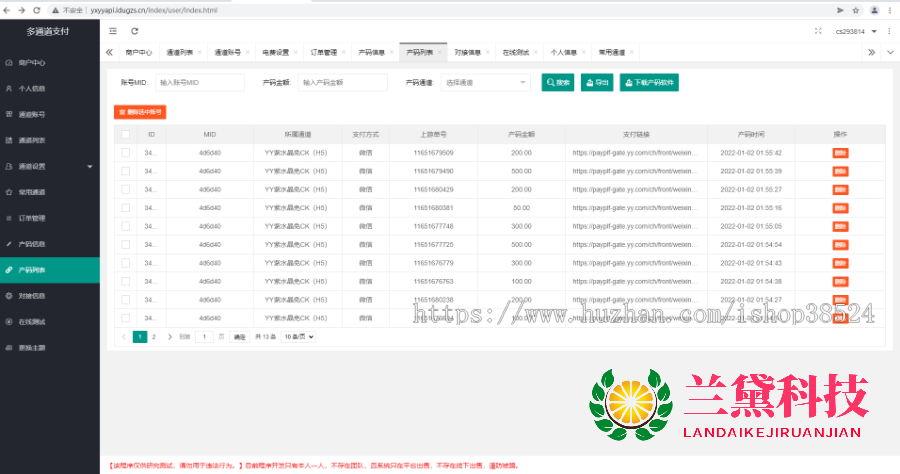 不安全 | yxyyapi.idugzs.cn/index/user/index.html
多通道支付
cs293814
商户中心 通道列表 通道账号 电费设置 订单管理 产码信息 产码列表 对接信息 在线测试 个人信息 常用通道
商户中心
个人信息
通道账号
通道列表
通道设置
常用通道
订单管理
产码信息
产码列表
对接信息
在线测试
更换主题
账号MID: 输入账号MID 产码金额: 输入产码金额 产码通道: 选择通道 搜索 导出 下载产码软件
删除选中账号
ID MID 所属通道 支付方式 上游单号 产码金额 支付链接 产码时间 操作
34... 4d6d40 YY紫水晶亮CK（H5） 微信 11651679509 200.00 https://payplf-gate.yy.com/ch/front/weixin... 2022-01-02 01:55:42 删除
34... 4d6d40 YY紫水晶亮CK（H5） 微信 11651679490 500.00 https://payplf-gate.yy.com/ch/front/weixin... 2022-01-02 01:55:39 删除
34... 4d6d40 YY紫水晶亮CK（H5） 微信 11651680429 200.00 https://payplf-gate.yy.com/ch/front/weixin... 2022-01-02 01:55:27 删除
34... 4d6d40 YY紫水晶亮CK（H5） 微信 11651680381 50.00 https://payplf-gate.yy.com/ch/front/weixin... 2022-01-02 01:55:16 删除
34... 4d6d40 YY紫水晶亮CK（H5） 微信 11651677748 300.00 https://payplf-gate.yy.com/ch/front/weixin... 2022-01-02 01:55:05 删除
34... 4d6d40 YY紫水晶亮CK（H5） 微信 11651677725 500.00 https://payplf-gate.yy.com/ch/front/weixin... 2022-01-02 01:54:54 删除
34... 4d6d40 YY紫水晶亮CK（H5） 微信 11651676779 300.00 https://payplf-gate.yy.com/ch/front/weixin... 2022-01-02 01:54:43 删除
34... 4d6d40 YY紫水晶亮CK（H5） 微信 11651676763 100.00 https://payplf-gate.yy.com/ch/front/weixin... 2022-01-02 01:54:38 删除
34... 4d6d40 YY紫水晶亮CK（H5） 微信 11651680238 200.00 https://payplf-gate.yy.com/ch/front/weixin... 2022-01-02 01:54:27 删除
34... 4d6d40 YY紫水晶亮CK（H5） 微信 100.00
https://www.huzhan.com/ishop38524
1 2 到第 1 页 确定 共 13 条 10 条/页
兰黛科技
LANDAIKEJIRUANJIAN
【该程序仅供研究测试，请勿用于违法行为。】目前程序开发只有本人一人，不存在团队，且系统只在平台出售，不存在线下出售，谨防被骗。